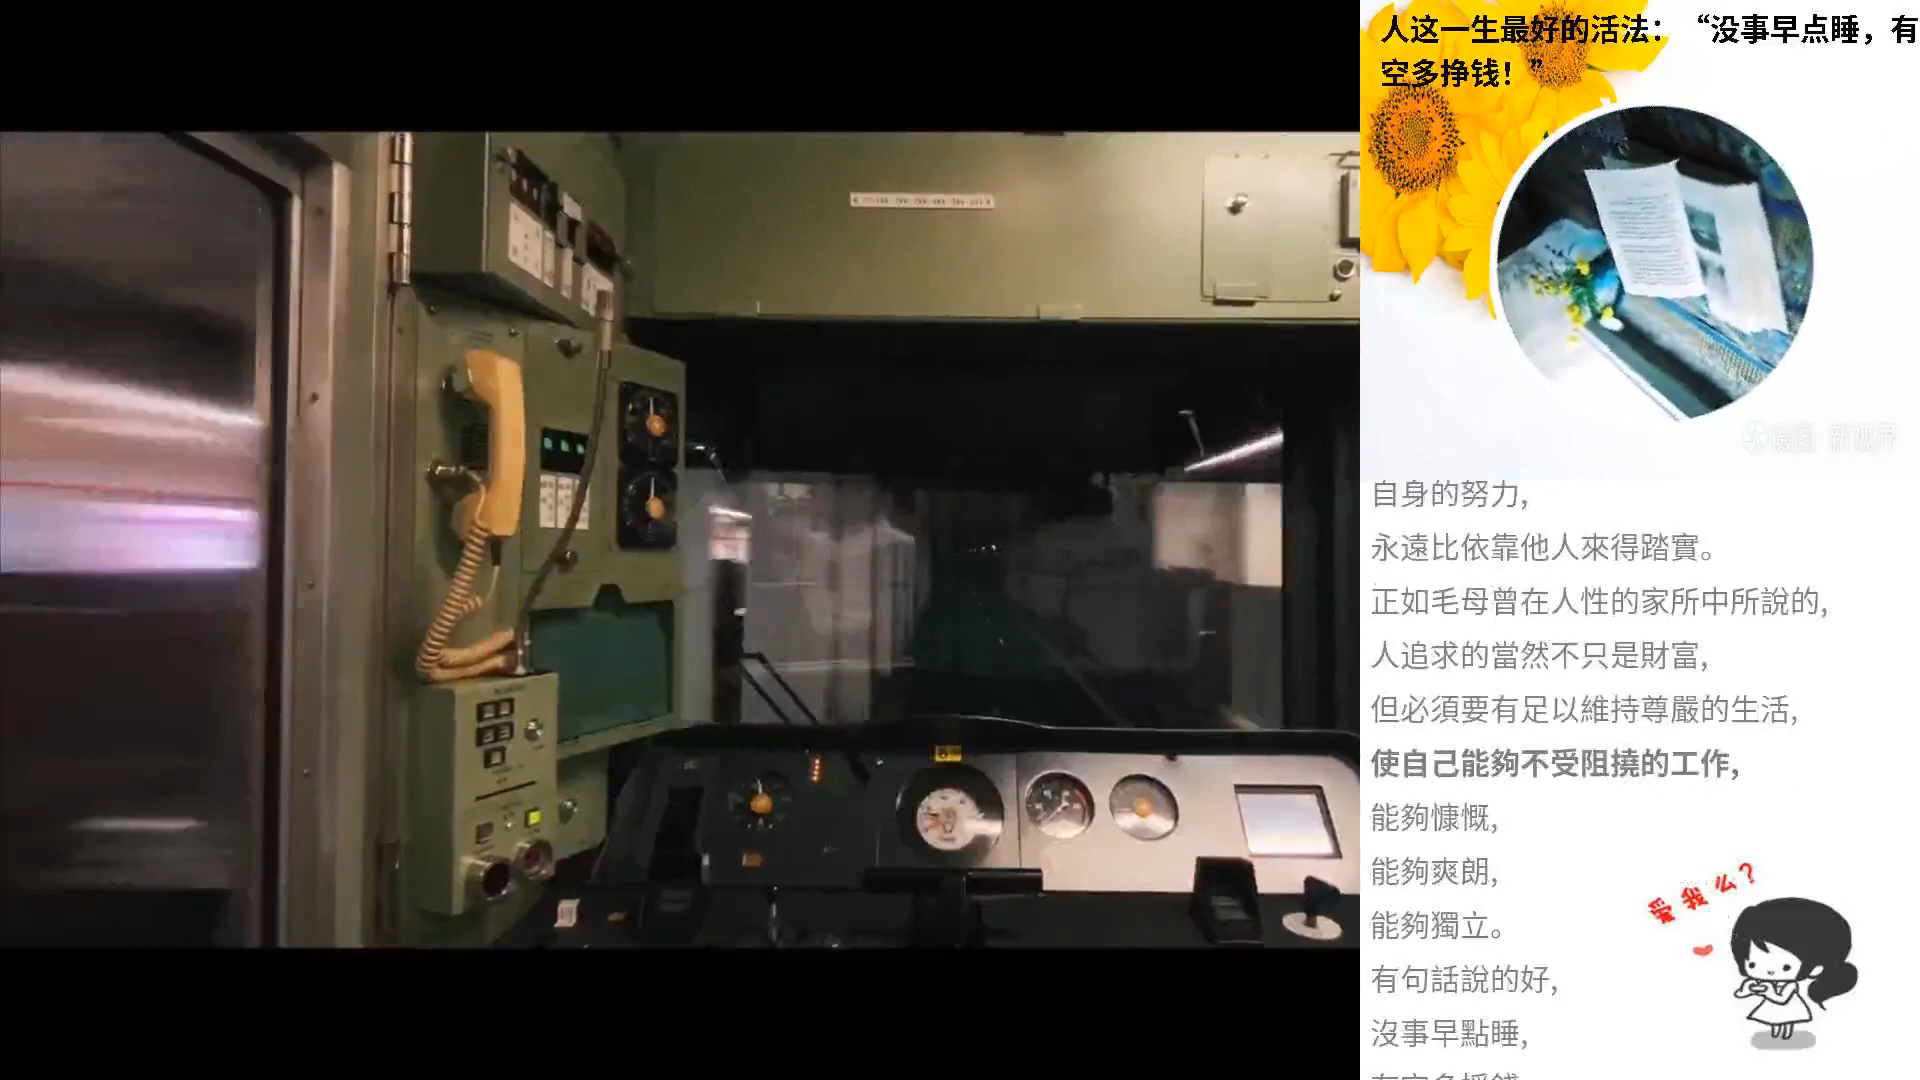 人这一生最好的活法：“没事早点睡，有
空多挣钱！”
自身的努力,
永遠比依靠他人來得踏實。
正如毛母曾在人性的家所中所說的,
人追求的當然不只是財富,
但必須要有足以維持尊嚴的生活,
使自己能夠不受阻撓的工作,
能夠慷慨,
能夠爽朗,
爱我么?
能夠獨立。
有句話說的好,
沒事早點睡,